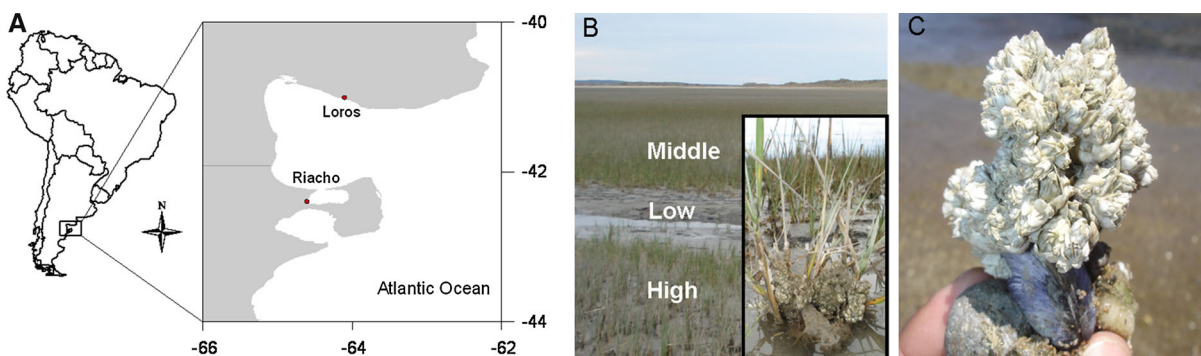 A
N
-40
Loros
-42
Riacho
Atlantic Ocean
-44
-66
-64
-62
B
Middle
Low
High
C